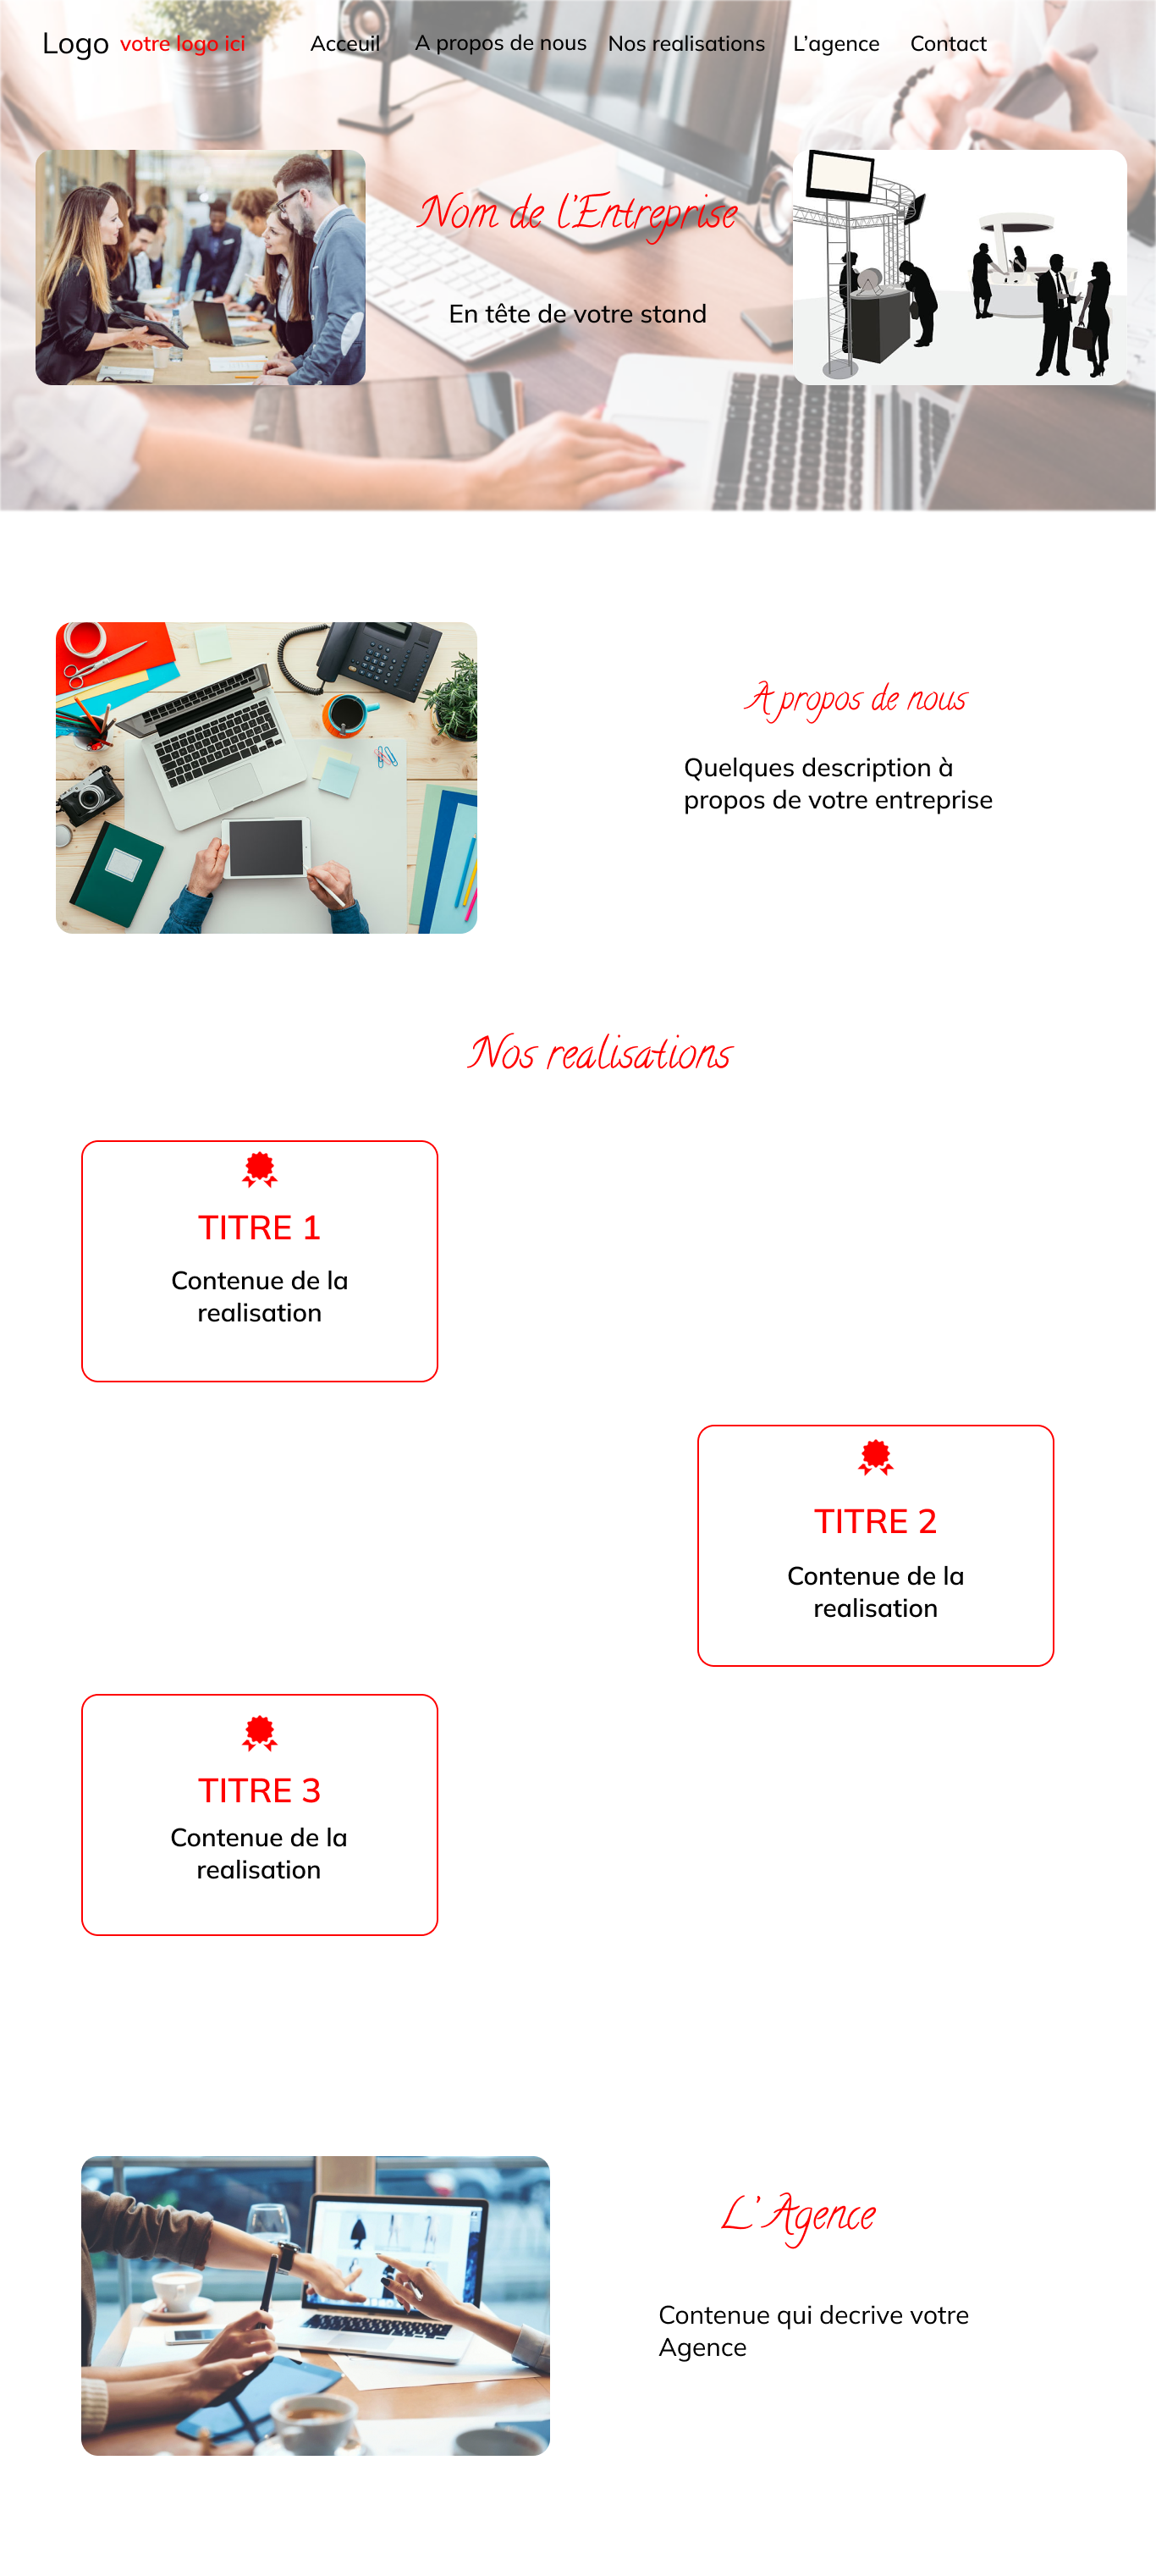 Logo votre logo ici Acceuil A propos de nous Nos realisations L’agence Contact
Nom de l’Entreprise
En tête de votre stand
A propos de nous
Quelques description à
propos de votre entreprise
Nos realisations
TITRE 1
Contenue de la
realisation
TITRE 2
Contenue de la
realisation
TITRE 3
Contenue de la
realisation
L’ Agence
Contenue qui decrive votre
Agence